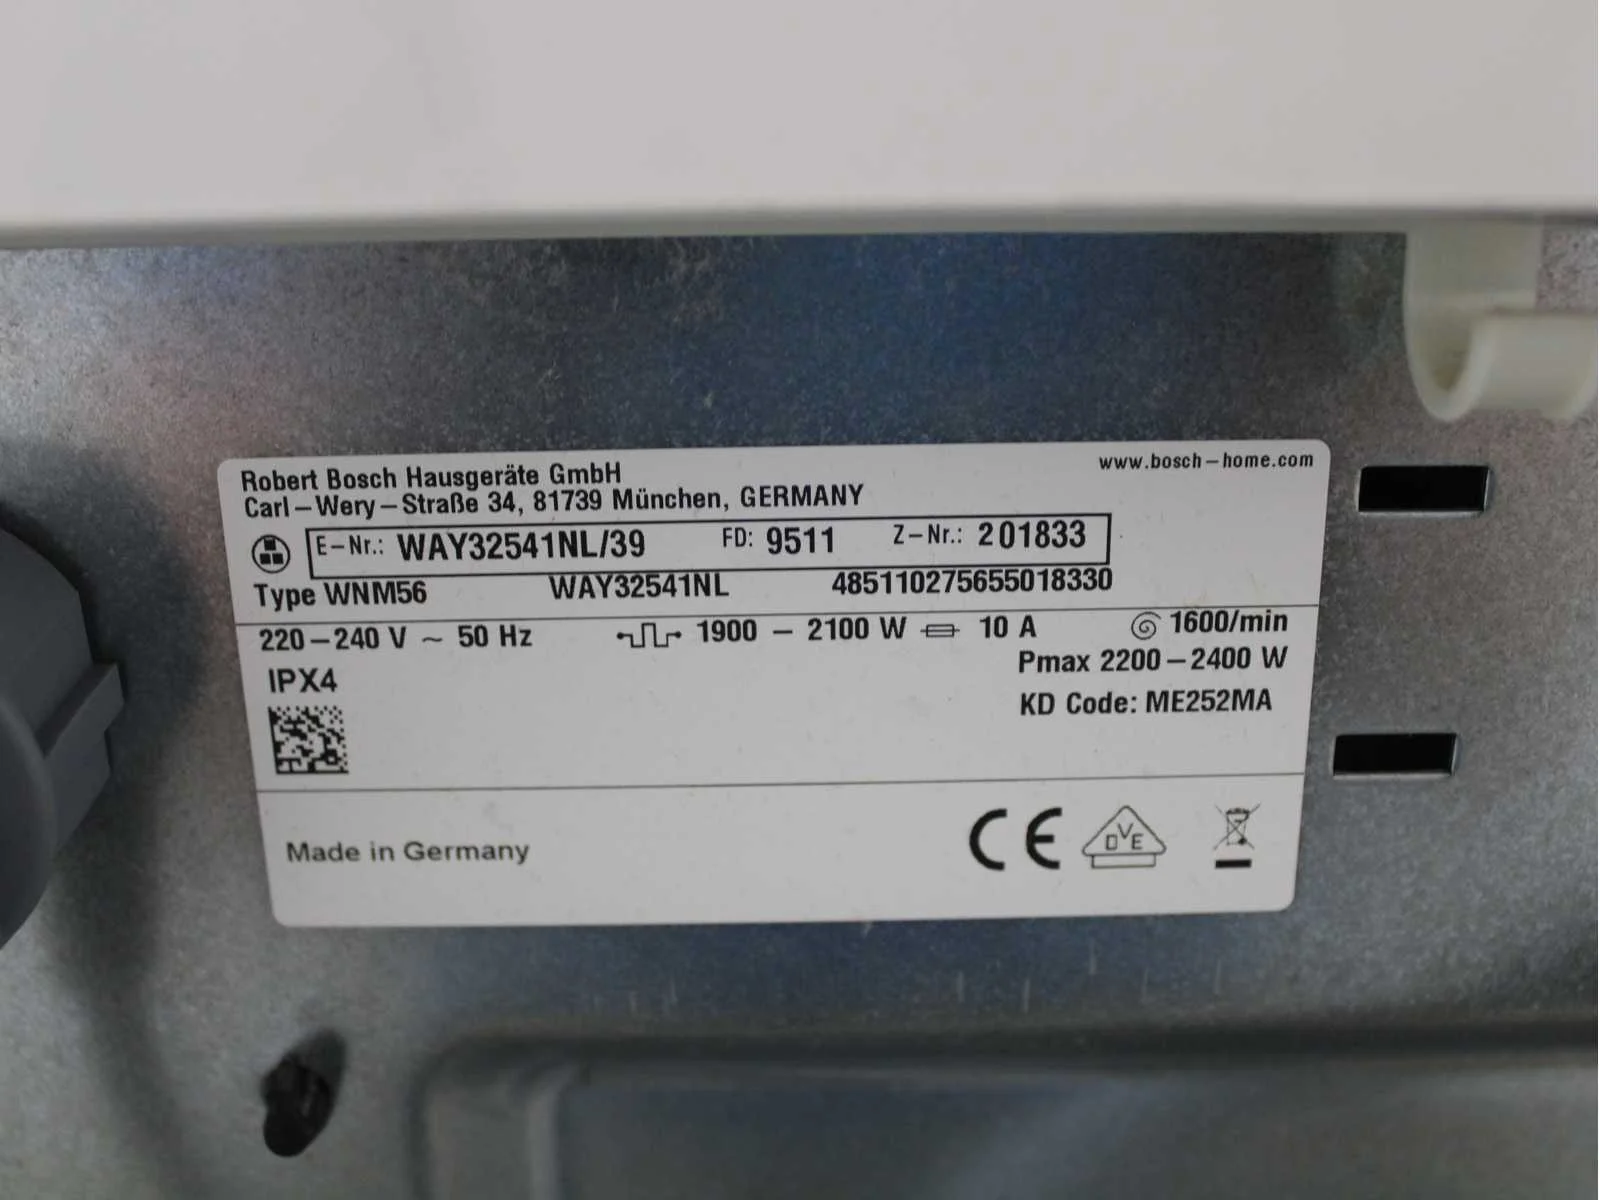 Robert Bosch Hausgeräte GmbH
www.bosch-home.com
Carl-Wery-Straße 34, 81739 München, GERMANY
E-Nr.: WAY32541NL/39 FD: 9511 Z-Nr.: 201833
Type WNM56 WAY32541NL 485110275655018330
220-240 V ~ 50 Hz 1900 - 2100 W 10 A 1600/min
Pmax 2200-2400 W
IPX4
KD Code: ME252MA
Made in Germany
CE
DVE